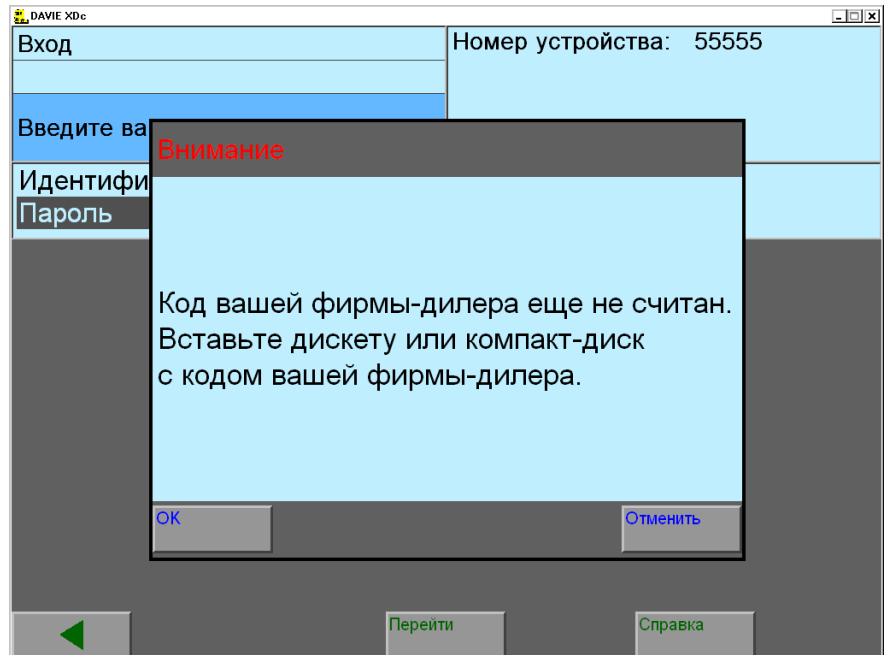 DAVIE XDc
Вход
Номер устройства: 55555
Введите ва
Внимание
Идентифи
Пароль
Код вашей фирмы-дилера еще не считан.
Вставьте дискету или компакт-диск
с кодом вашей фирмы-дилера.
OK
Отменить
Перейти
Справка